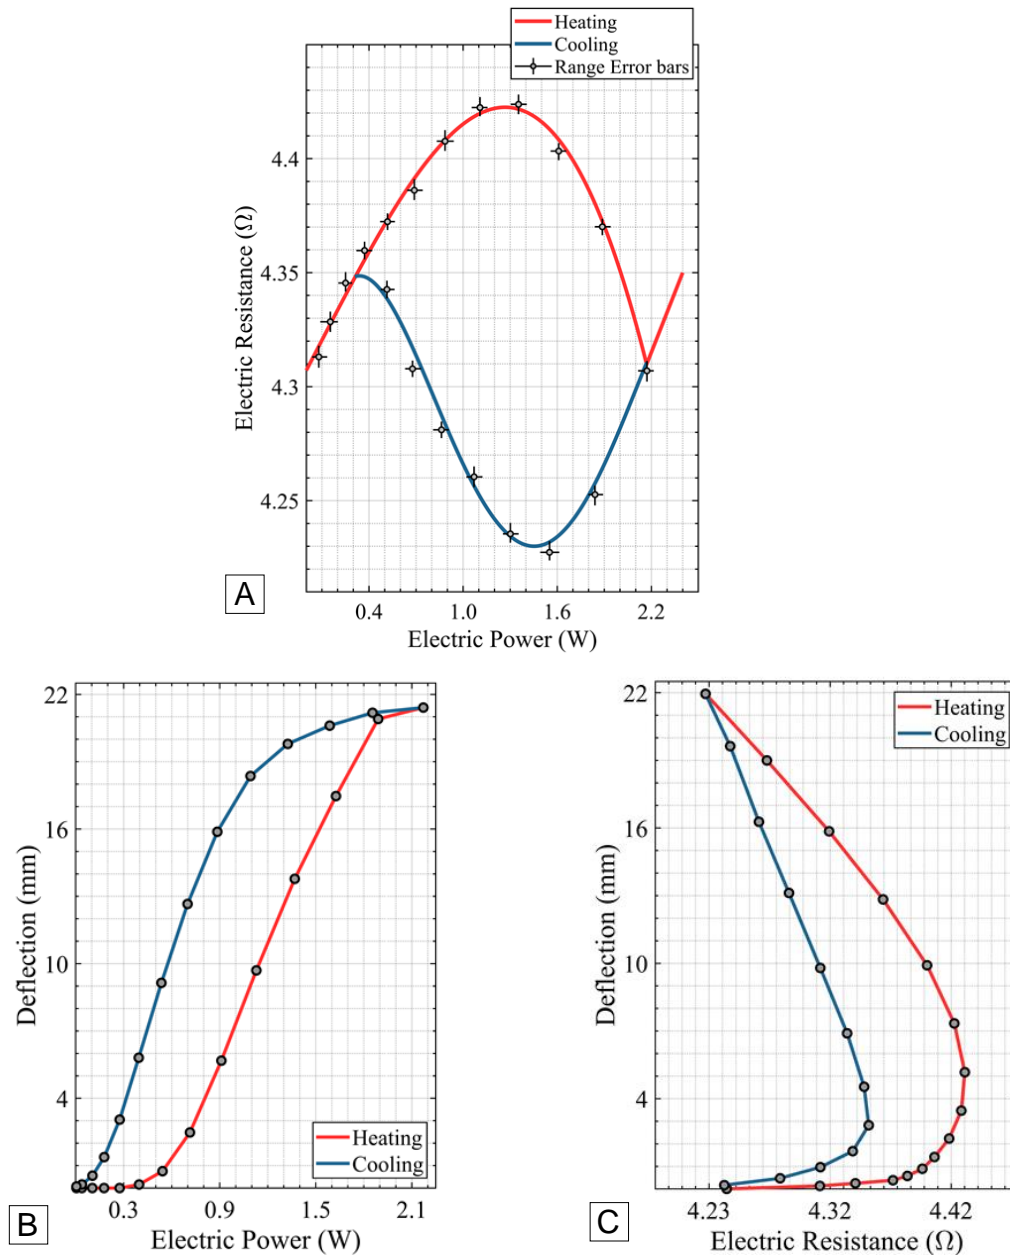 Heating
Cooling
Range Error bars
4.4
4.35
4.3
4.25
Electric Resistance (Ω)
0.4 1.0 1.6 2.2
Electric Power (W)
A
22
16
10
4
Deflection (mm)
Heating
Cooling
0.3 0.9 1.5 2.1
Electric Power (W)
B
Heating
Cooling
22
16
10
4
Deflection (mm)
4.23 4.32 4.42
Electric Resistance (Ω)
C